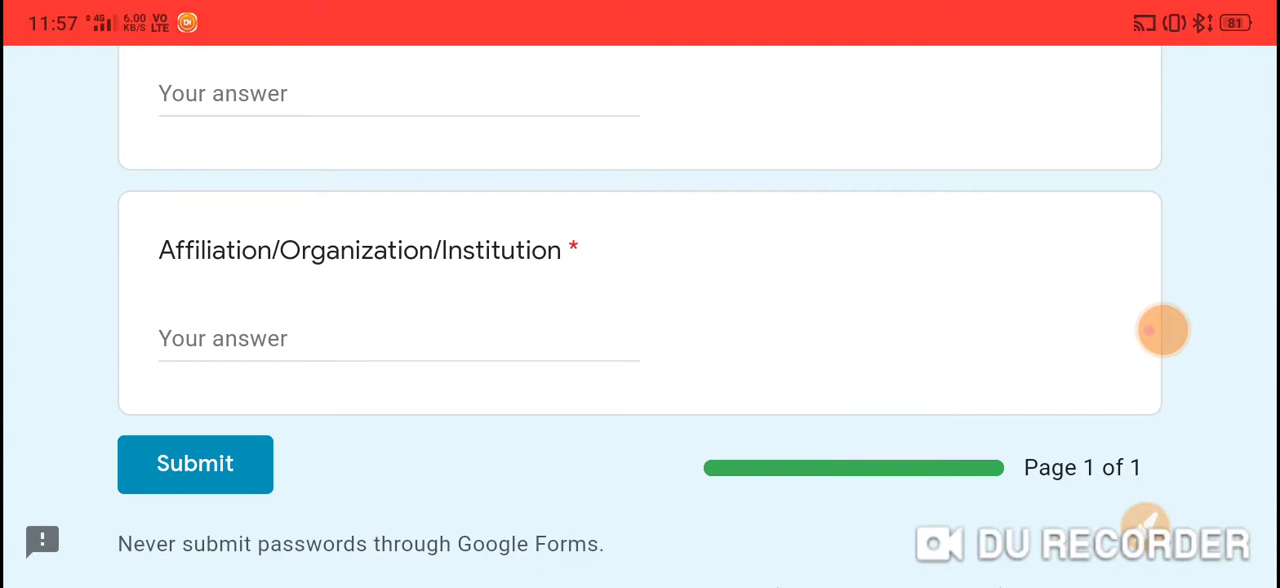 11:57 4G 6.00 KB/S VO LTE 81
Your answer
Affiliation/Organization/Institution *
Your answer
Submit
Page 1 of 1
Never submit passwords through Google Forms.
DU RECORDER